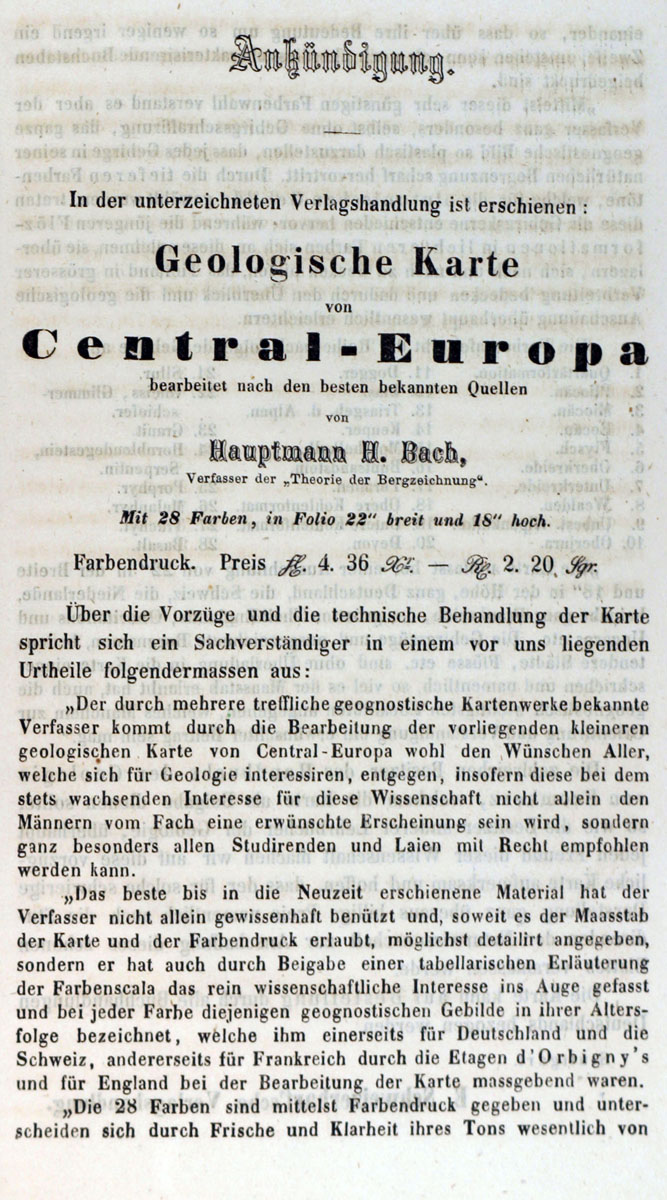 Ankündigung.
In der unterzeichneten Verlagshandlung ist erschienen:
Geologische Karte
von
Central-Europa
bearbeitet nach den besten bekannten Quellen
von
Hauptmann H. Bach,
Verfasser der „Theorie der Bergzeichnung“.
Mit 28 Farben, in Folio 22" breit und 18" hoch.
Farbendruck. Preis fl. 4. 36 Xr. — Rl. 2. 20 Sgr.
Über die Vorzüge und die technische Behandlung der Karte
spricht sich ein Sachverständiger in einem vor uns liegenden
Urtheile folgendermassen aus:
„Der durch mehrere treffliche geognostische Kartenwerke bekannte
Verfasser kommt durch die Bearbeitung der vorliegenden kleineren
geologischen Karte von Central-Europa wohl den Wünschen Aller,
welche sich für Geologie interessiren, entgegen, insofern diese bei dem
stets wachsenden Interesse für diese Wissenschaft nicht allein den
Männern vom Fach eine erwünschte Erscheinung sein wird, sondern
ganz besonders allen Studirenden und Laien mit Recht empfohlen
werden kann.
„Das beste bis in die Neuzeit erschienene Material hat der
Verfasser nicht allein gewissenhaft benützt und, soweit es der Maasstab
der Karte und der Farbendruck erlaubt, möglichst detailirt angegeben,
sondern er hat auch durch Beigabe einer tabellarischen Erläuterung
der Farbenscala das rein wissenschaftliche Interesse ins Auge gefasst
und bei jeder Farbe diejenigen geognostischen Gebilde in ihrer Alters-
folge bezeichnet, welche ihm einerseits für Deutschland und die
Schweiz, andererseits für Frankreich durch die Etagen d'Orbigny's
und für England bei der Bearbeitung der Karte massgebend waren.
„Die 28 Farben sind mittelst Farbendruck gegeben und unter-
scheiden sich durch Frische und Klarheit ihres Tons wesentlich von